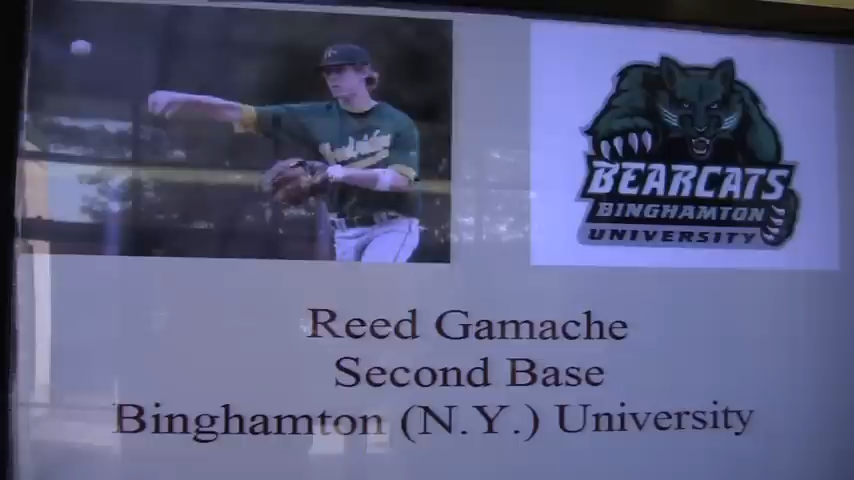 BEARCATS
BINGHAMTON
UNIVERSITY
Reed Gamache
Second Base
Binghamton (N.Y.) University